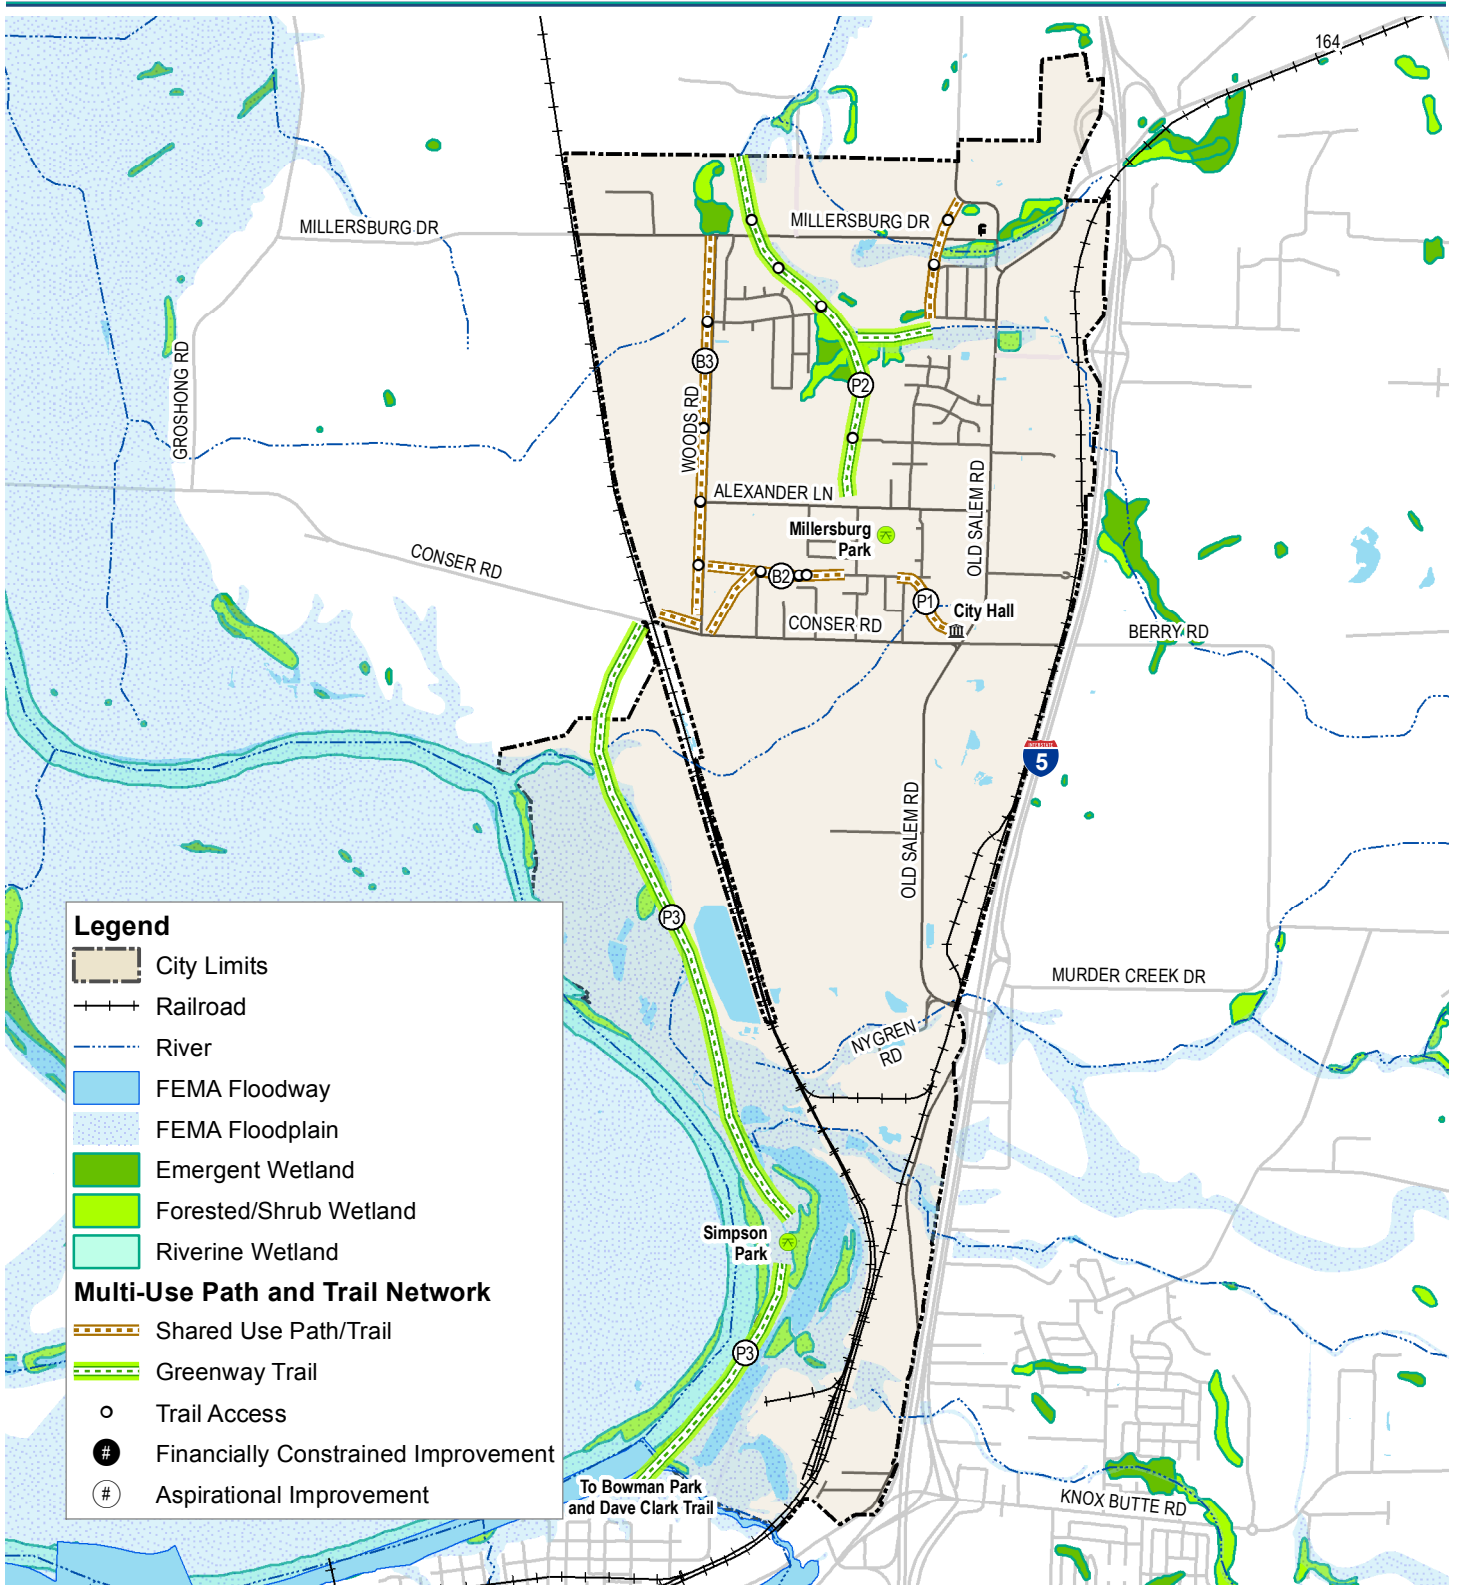 164
MILLERSBURG DR
MILLERSBURG DR
F
GROSHONG RD
B3
P2
WOODS RD
ALEXANDER LN
OLD SALEM RD
Millersburg
Park
CONSER RD
B2
P1
City Hall
CONSER RD
BERRY RD
INTERSTATE
5
OLD SALEM RD
P3
MURDER CREEK DR
NYGREN
RD
Simpson
Park
P3
To Bowman Park
and Dave Clark Trail
KNOX BUTTE RD
Legend
City Limits
Railroad
River
FEMA Floodway
FEMA Floodplain
Emergent Wetland
Forested/Shrub Wetland
Riverine Wetland
Multi-Use Path and Trail Network
Shared Use Path/Trail
Greenway Trail
Trail Access
# Financially Constrained Improvement
# Aspirational Improvement